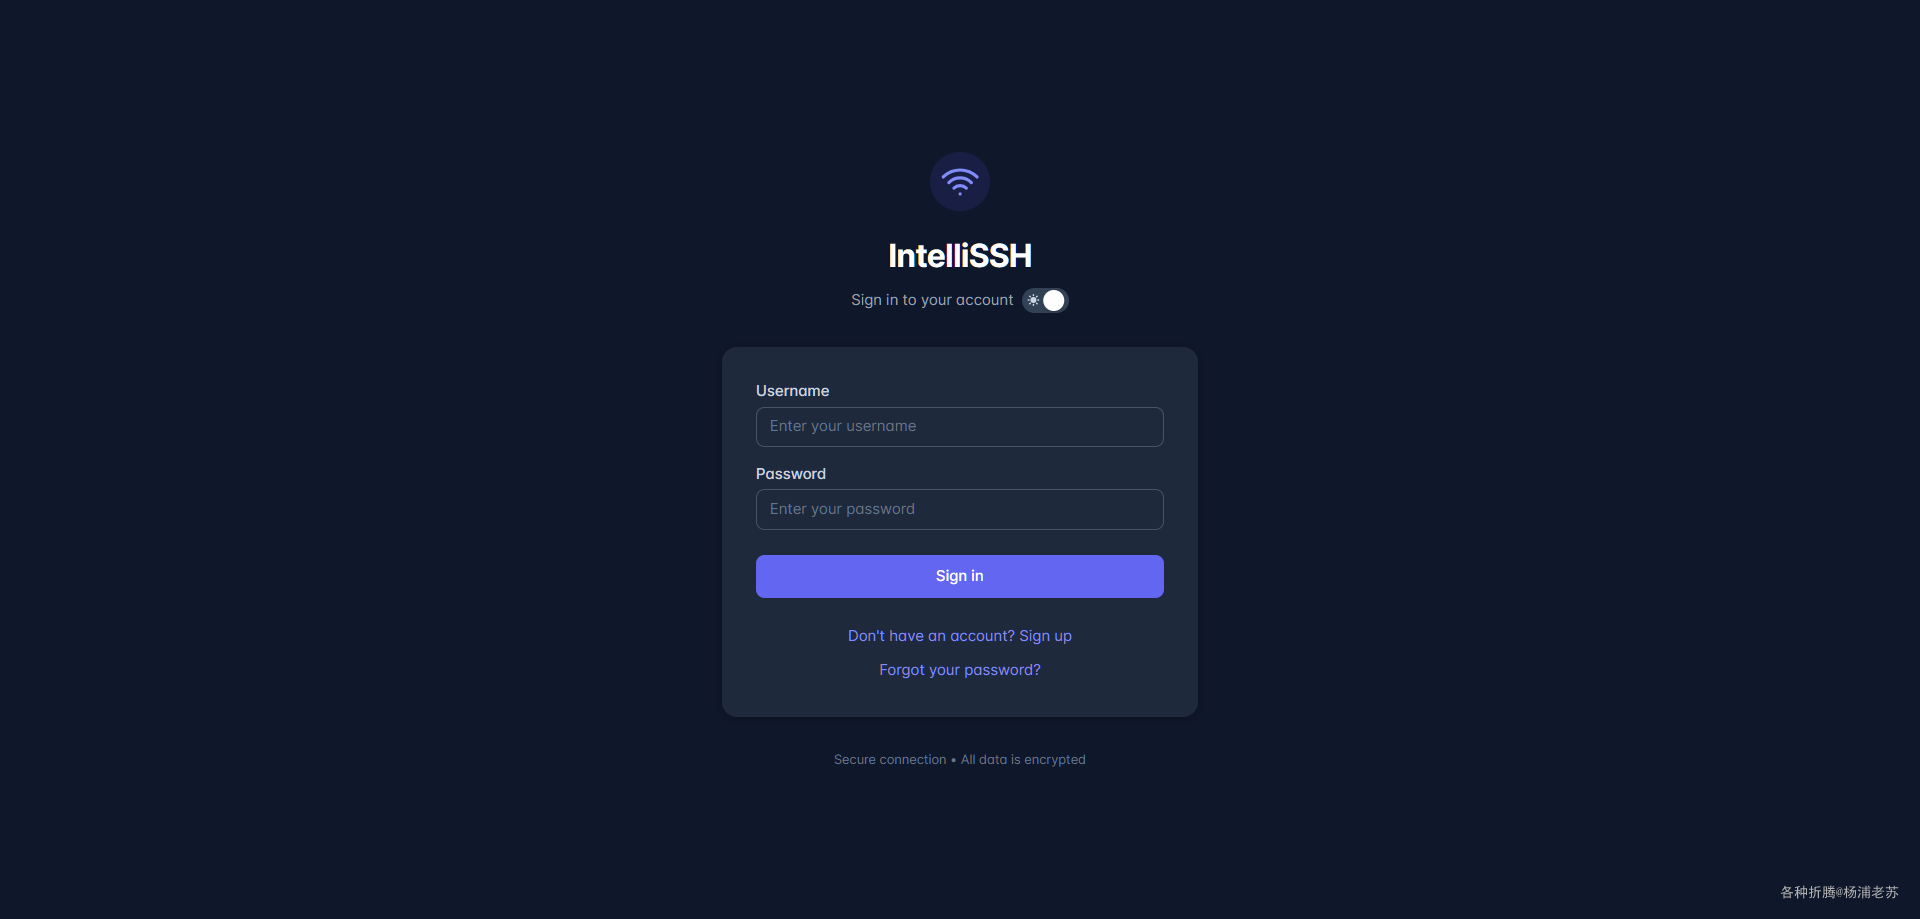 IntelliSSH
Sign in to your account
Username
Enter your username
Password
Enter your password
Sign in
Don't have an account? Sign up
Forgot your password?
Secure connection • All data is encrypted
各种折腾@杨浦老苏